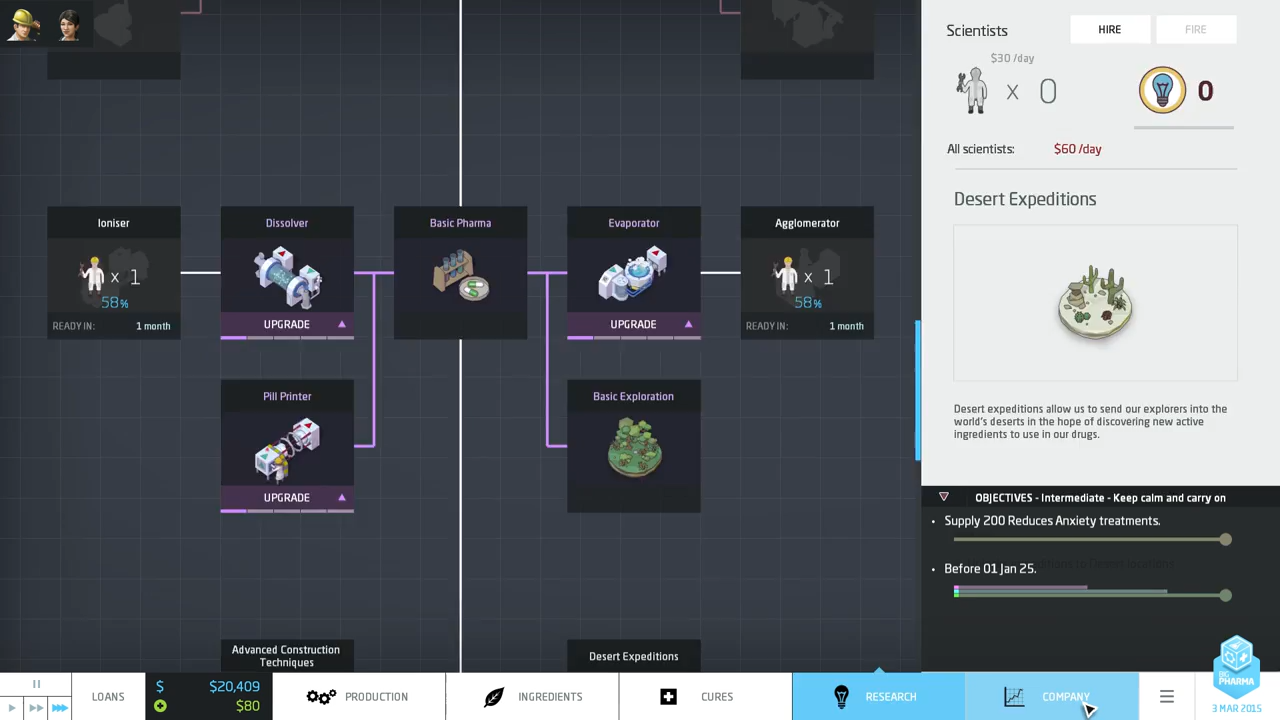 Scientists
HIRE
FIRE
$30 /day
x 0
0
All scientists: $60 /day
Desert Expeditions
Desert expeditions allow us to send our explorers into the
world's deserts in the hope of discovering new active
ingredients to use in our drugs.
Ioniser
x 1
58%
READY IN: 1 month
Dissolver
UPGRADE
Basic Pharma
Evaporator
UPGRADE
Agglomerator
x 1
58%
READY IN: 1 month
Pill Printer
UPGRADE
Basic Exploration
Advanced Construction
Techniques
Desert Expeditions
OBJECTIVES - Intermediate - Keep calm and carry on
• Supply 200 Reduces Anxiety treatments.
• Before 01 Jan 25.
LOANS
$ $20,409
$80
PRODUCTION
INGREDIENTS
CURES
RESEARCH
COMPANY
BIG
PHARMA
3 MAR 2015